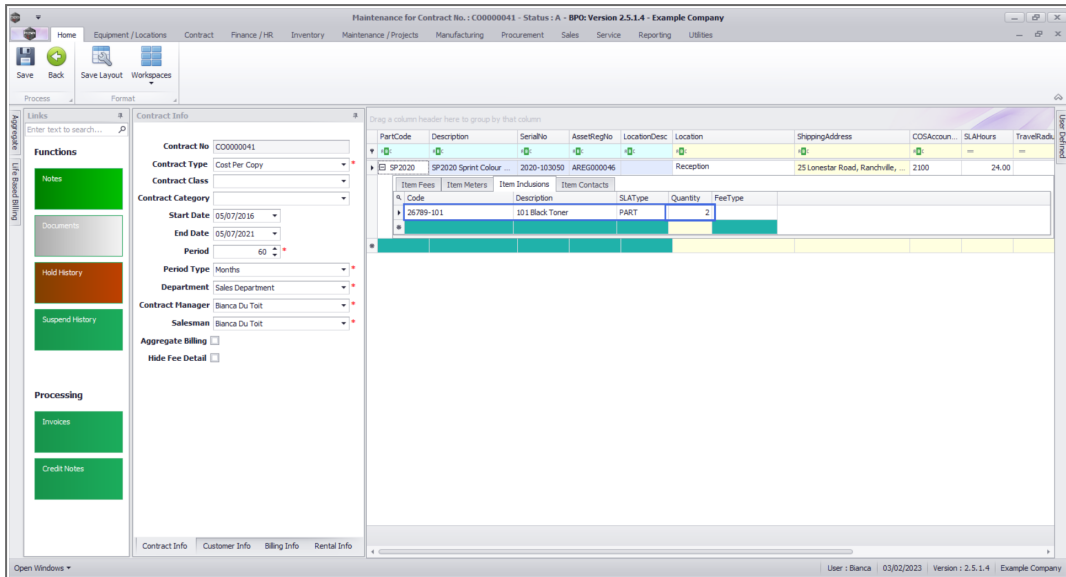 Maintenance for Contract No. : CO0000041 - Status : A - BPO: Version 2.5.1.4 - Example Company
Home Equipment / Locations Contract Finance / HR Inventory Maintenance / Projects Manufacturing Procurement Sales Service Reporting Utilities
Save Back Save Layout Workspaces
Process Format
Links
Enter text to search...
Functions
Notes
Documents
Hold History
Suspend History
Processing
Invoices
Credit Notes
Aggregate
Life Based Billing
Contract Info
Contract No CO0000041
Contract Type Cost Per Copy *
Contract Class
Contract Category
Start Date 05/07/2016
End Date 05/07/2021
Period 60 *
Period Type Months *
Department Sales Department *
Contract Manager Bianca Du Toit *
Salesman Bianca Du Toit *
Aggregate Billing
Hide Fee Detail
Contract Info Customer Info Billing Info Rental Info
Drag a column header here to group by that column
PartCode Description SerialNo AssetRegNo LocationDesc Location ShippingAddress COSAccoun... SLAHours TravelRadiu
SP2020 SP2020 Sprint Colour ... 2020-103050 AREG000046 Reception 25 Lonestar Road, Ranchville, ... 2100 24.00
Item Fees Item Meters Item Inclusions Item Contacts
Code Description SLAType Quantity FeeType
26789-101 101 Black Toner PART 2
User Defined
Open Windows
User : Bianca 03/02/2023 Version : 2.5.1.4 Example Company